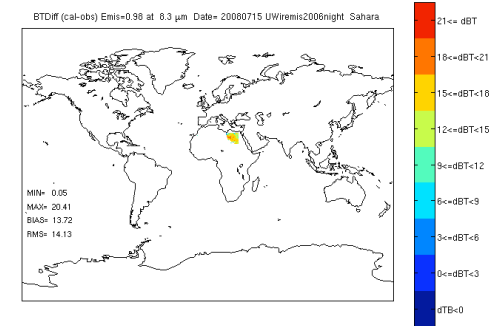 BTDiff (cal-obs) Emis=0.98 at 8.3 µm Date= 20080715 UWiremis2006night Sahara
21<= dBT
18<=dBT<21
15<=dBT<18
12<=dBT<15
9<=dBT<12
6<=dBT<9
3<=dBT<6
0<=dBT<3
dTB<0
MIN= 0.05
MAX= 20.41
BIAS= 13.72
RMS= 14.13